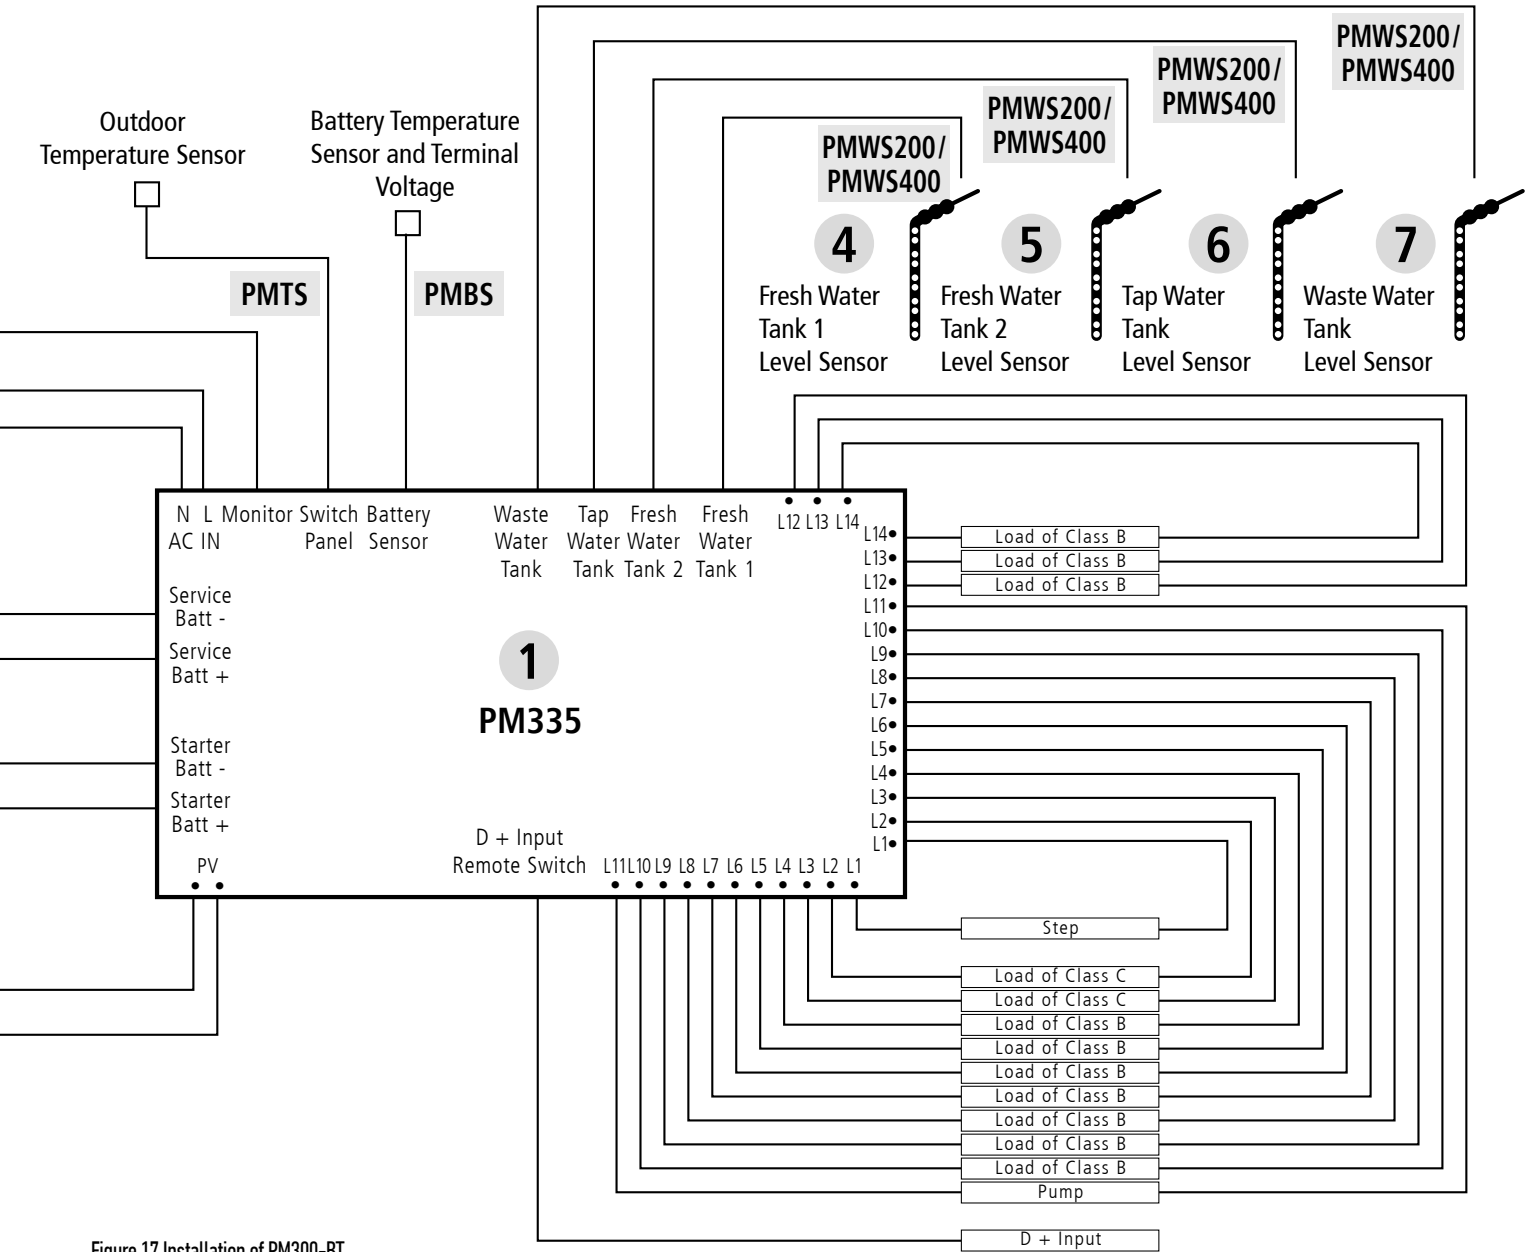 PMWS200/
PMWS400
PMWS200/
PMWS400
PMWS200/
PMWS400
PMWS200/
PMWS400
Outdoor
Temperature Sensor
Battery Temperature
Sensor and Terminal
Voltage
PMTS
PMBS
4
Fresh Water
Tank 1
Level Sensor
5
Fresh Water
Tank 2
Level Sensor
6
Tap Water
Tank
Level Sensor
7
Waste Water
Tank
Level Sensor
N L
AC IN
Monitor
Switch
Panel
Battery
Sensor
Waste
Water
Tank
Tap
Water
Tank
Fresh
Water
Tank 2
Fresh
Water
Tank 1
L12 L13 L14
L14
L13
L12
L11
L10
L9
L8
L7
L6
L5
L4
L3
L2
L1
Service
Batt -
Service
Batt +
Starter
Batt -
Starter
Batt +
PV
1
PM335
D + Input
Remote Switch
L11 L10 L9 L8 L7 L6 L5 L4 L3 L2 L1
Load of Class B
Load of Class B
Load of Class B
Step
Load of Class C
Load of Class C
Load of Class B
Load of Class B
Load of Class B
Load of Class B
Load of Class B
Load of Class B
Load of Class B
Pump
D + Input
Figure 17 Installation of PM300-BT